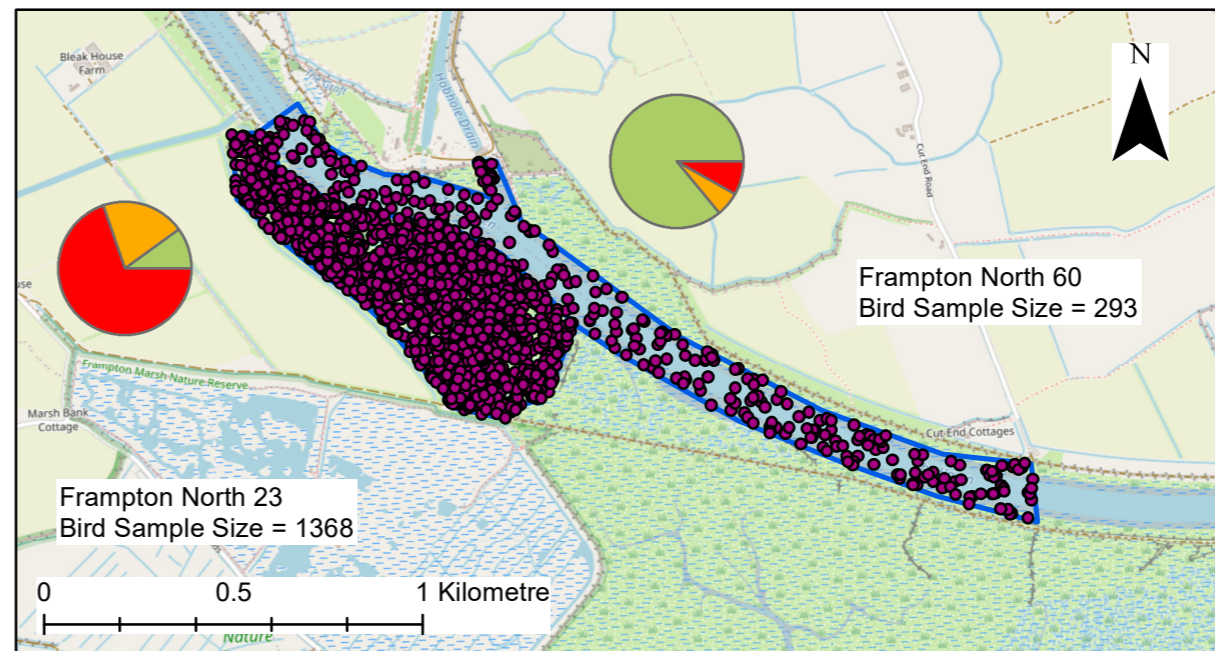 Bleak House
Farm
Hobhole Drain
N
Cut End Road
Frampton North 60
Bird Sample Size = 293
Frampton Marsh Nature Reserve
Marsh Bank
Cottage
Cut End Cottages
Frampton North 23
Bird Sample Size = 1368
0
0.5
1 Kilometre
Nature